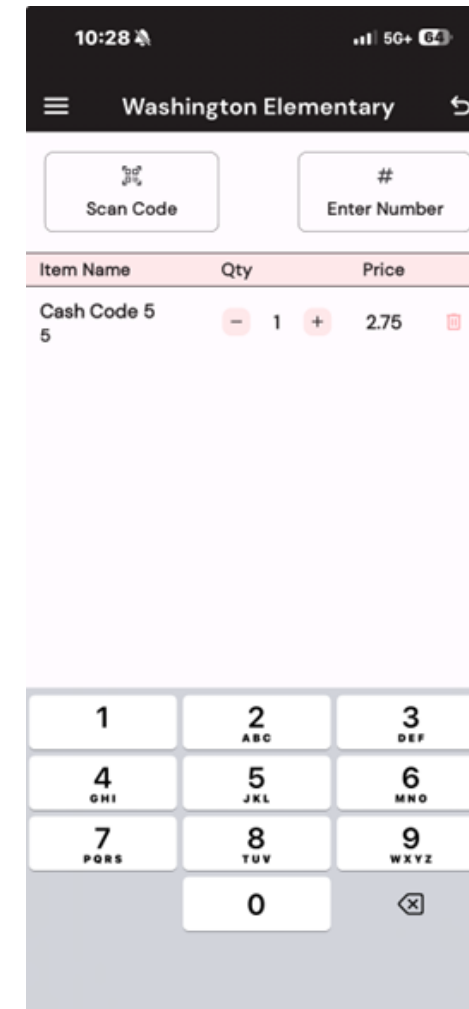 10:28 5G+ 64
Washington Elementary
Scan Code
# Enter Number
Item Name Qty Price
Cash Code 5 - 1 + 2.75
5
1 2 ABC 3 DEF
4 GHI 5 JKL 6 MNO
7 PQRS 8 TUV 9 WXYZ
0